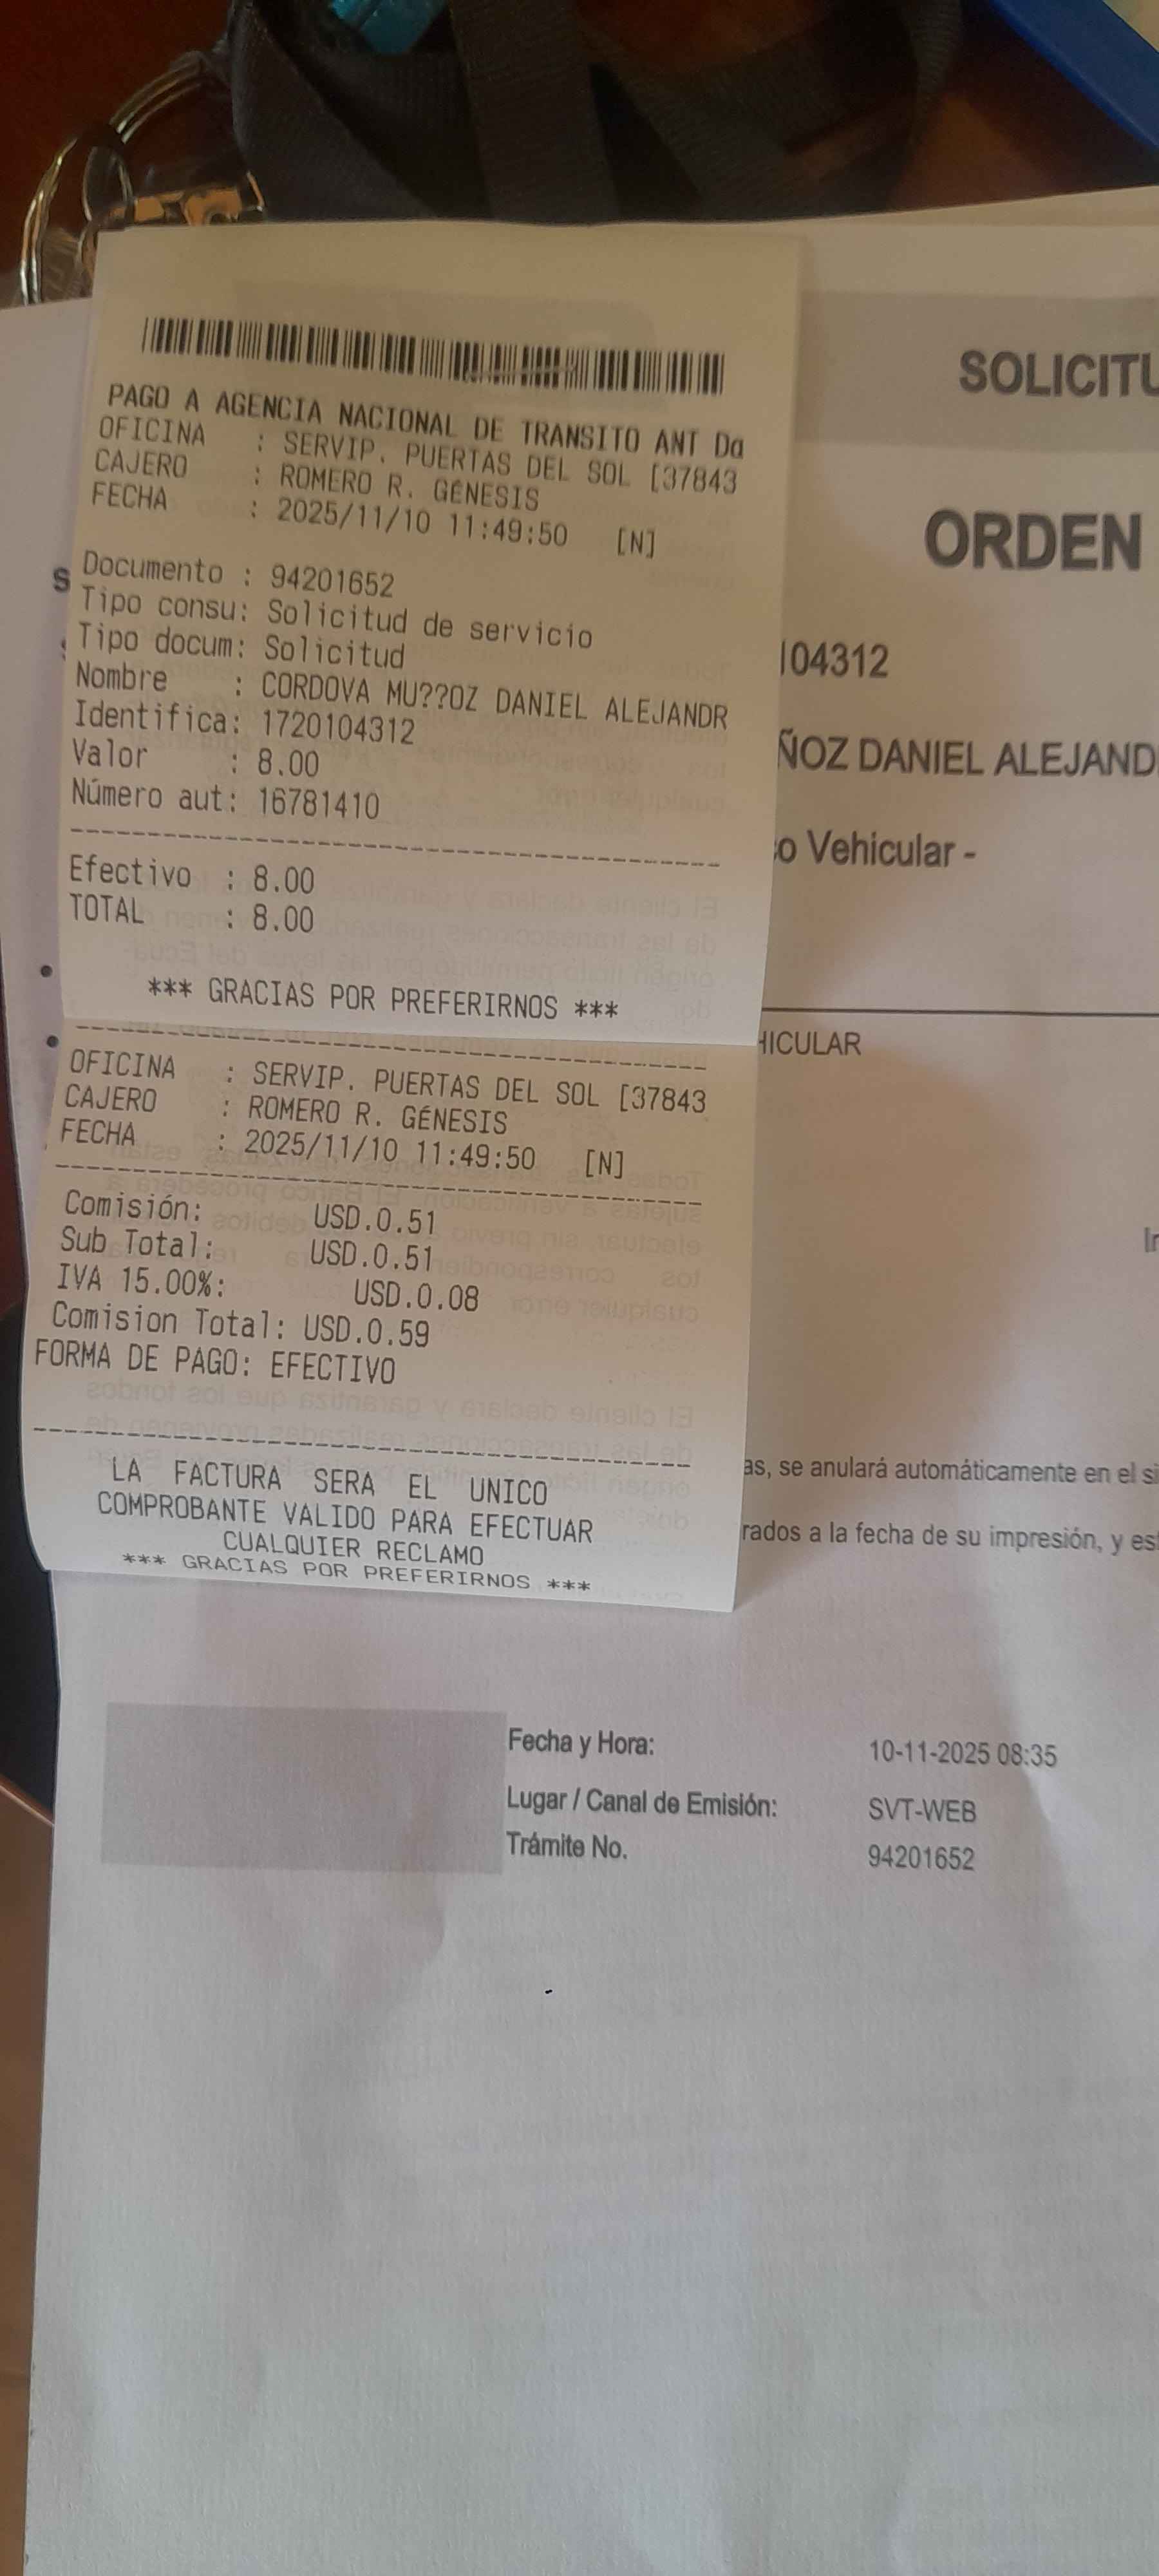 PAGO A AGENCIA NACIONAL DE TRANSITO ANT Da
OFICINA : SERVIP. PUERTAS DEL SOL [37843
CAJERO : ROMERO R. GÉNESIS
FECHA : 2025/11/10 11:49:50 [N]
Documento : 94201652
Tipo consu: Solicitud de servicio
Tipo docum: Solicitud
Nombre : CORDOVA MU??OZ DANIEL ALEJANDR
Identifica: 1720104312
Valor : 8.00
Número aut: 16781410
Efectivo : 8.00
TOTAL : 8.00
*** GRACIAS POR PREFERIRNOS ***
OFICINA : SERVIP. PUERTAS DEL SOL [37843
CAJERO : ROMERO R. GÉNESIS
FECHA : 2025/11/10 11:49:50 [N]
Comisión: USD.0.51
Sub Total: USD.0.51
IVA 15.00%: USD.0.08
Comision Total: USD.0.59
FORMA DE PAGO: EFECTIVO
LA FACTURA SERA EL UNICO
COMPROBANTE VALIDO PARA EFECTUAR
CUALQUIER RECLAMO
*** GRACIAS POR PREFERIRNOS ***
SOLICITU
ORDEN
104312
ÑOZ DANIEL ALEJAND
o Vehicular -
HICULAR
as, se anulará automáticamente en el si
rados a la fecha de su impresión, y es
Fecha y Hora: 10-11-2025 08:35
Lugar / Canal de Emisión: SVT-WEB
Trámite No. 94201652